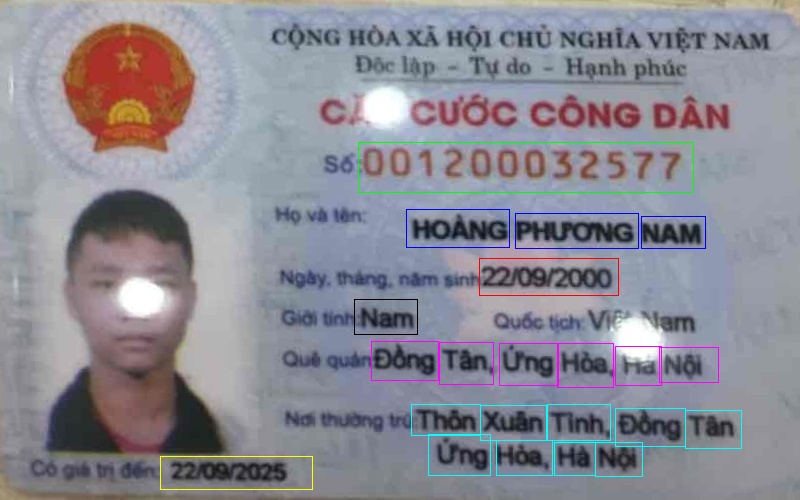 CỘNG HÒA XÃ HỘI CHỦ NGHĨA VIỆT NAM
Độc lập - Tự do - Hạnh phúc
CĂN CƯỚC CÔNG DÂN
Số: 001200032577
Họ và tên: HOÀNG PHƯƠNG NAM
Ngày, tháng, năm sinh: 22/09/2000
Giới tính: Nam Quốc tịch: Việt Nam
Quê quán: Đồng Tân, Ứng Hòa, Hà Nội
Nơi thường trú: Thôn Xuân Tình, Đồng Tân
Ứng Hòa, Hà Nội
Có giá trị đến: 22/09/2025